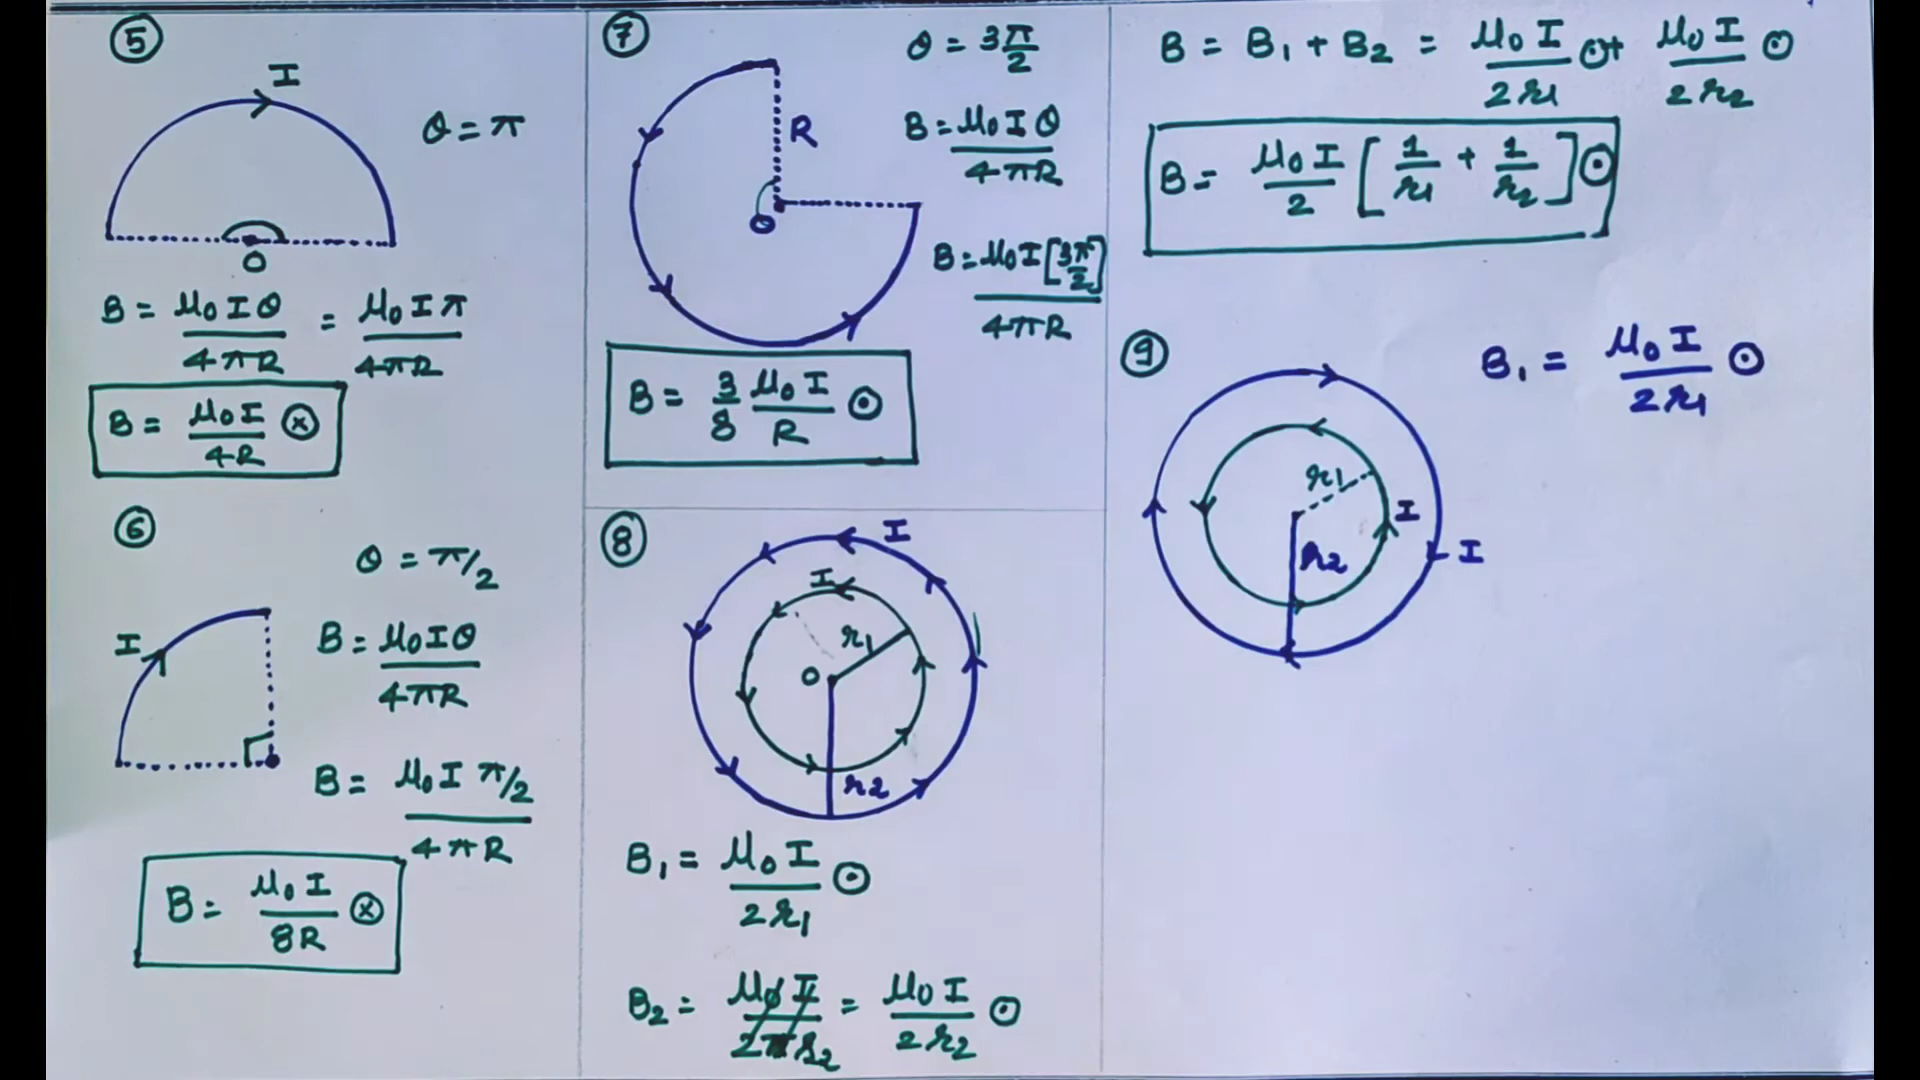 ⑤
I
θ = π
O
B = μ₀Iθ/4πR = μ₀Iπ/4πR
B = μ₀I/4R ⊗
⑥
θ = π/2
I
B = μ₀Iθ/4πR
B = μ₀Iπ/2/4πR
B = μ₀I/8R ⊗
⑦
θ = 3π/2
R
B = μ₀Iθ/4πR
θ
B = μ₀I[3π/2]/4πR
B = 3/8 μ₀I/R ⊙
⑧
I
I
r₁
O
r₂
B₁ = μ₀I/2r₁ ⊙
B₂ = μ₀I/2πr₂ = μ₀I/2r₂ ⊙
B = B₁ + B₂ = μ₀I/2r₁ ⊙ + μ₀I/2r₂ ⊙
B = μ₀I/2 [1/r₁ + 1/r₂] ⊙
⑨
B₁ = μ₀I/2r₁ ⊙
r₁
I
r₂
I